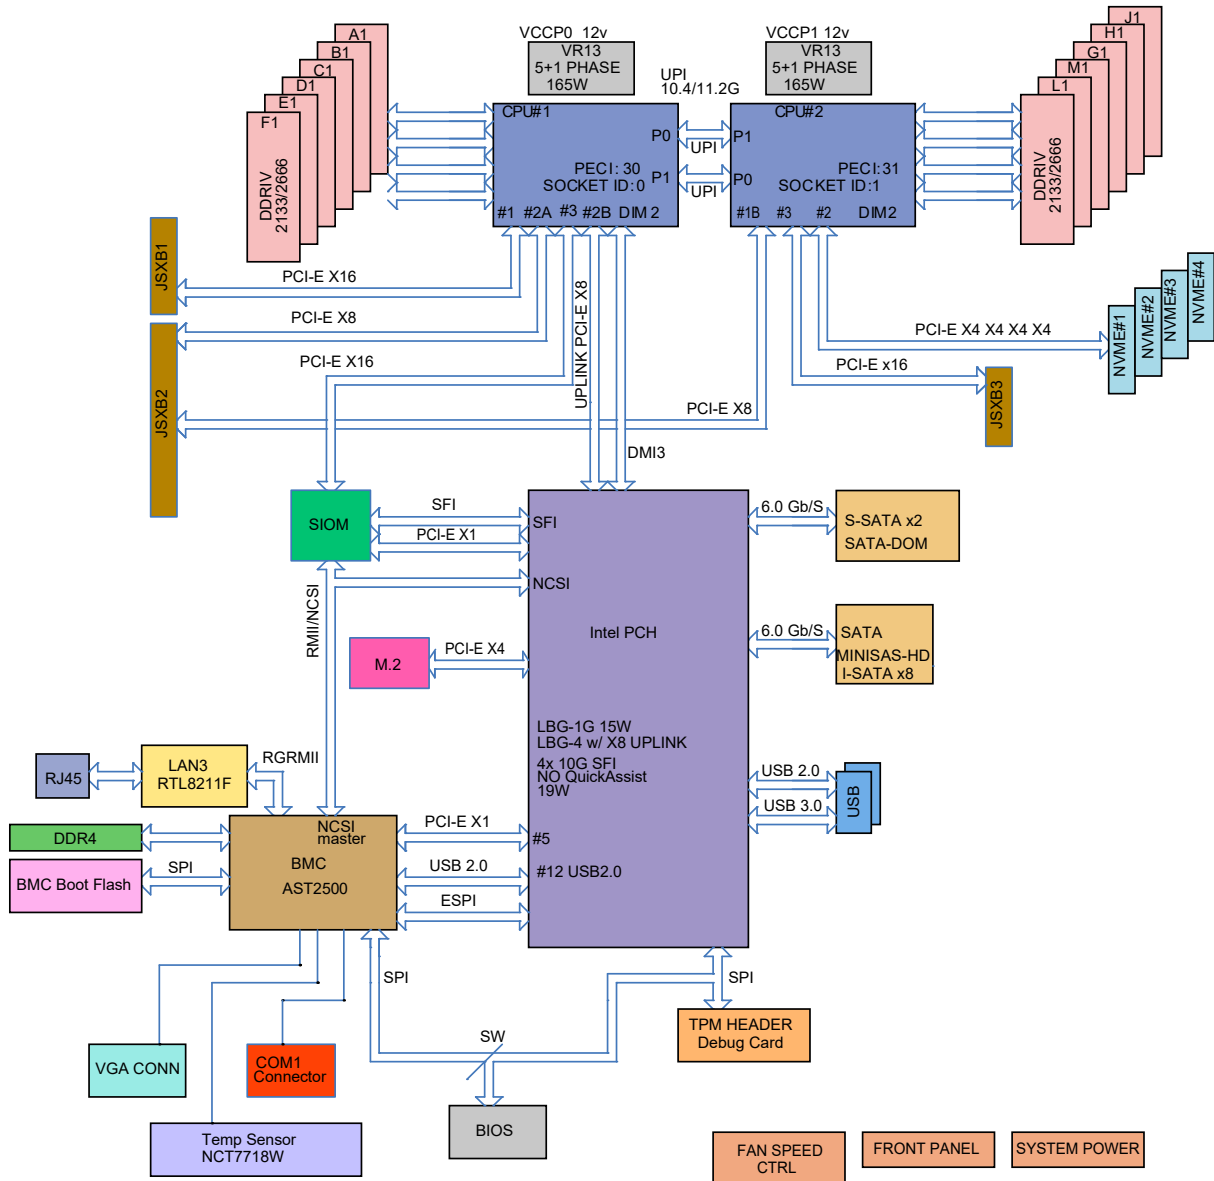 VCCP0 12v
VR13
5+1 PHASE
165W
VCCP1 12v
VR13
5+1 PHASE
165W
UPI
10.4/11.2G
A1
B1
C1
D1
E1
F1
DDRIV
2133/2666
CPU#1
P0
PECI: 30
SOCKET ID:0
P1
#1
#2A
#3
#2B
DIM 2
UPI
UPI
CPU#2
P1
PECI:31
P0
SOCKET ID:1
#1B
#3
#2
DIM2
J1
H1
G1
M1
L1
DDRIV
2133/2666
JSXB1
PCI-E X16
JSXB2
PCI-E X8
PCI-E X16
UPLINK PCI-E X8
PCI-E X8
DMI3
PCI-E X4 X4 X4 X4
PCI-E x16
JSXB3
NVME#1
NVME#2
NVME#3
NVME#4
SIOM
SFI
PCI-E X1
SFI
NCSI
RMII/NCSI
Intel PCH
6.0 Gb/S
S-SATA x2
SATA-DOM
6.0 Gb/S
SATA
MINISAS-HD
I-SATA x8
M.2
PCI-E X4
LBG-1G 15W
LBG-4 w/ X8 UPLINK
4x 10G SFI
NO QuickAssist
19W
RJ45
LAN3
RTL8211F
RGRMII
USB 2.0
USB 3.0
USB
DDR4
BMC Boot Flash
SPI
NCSI
master
BMC
AST2500
PCI-E X1
#5
USB 2.0
#12 USB2.0
ESPI
SPI
SPI
TPM HEADER
Debug Card
SW
VGA CONN
COM1
Connector
BIOS
Temp Sensor
NCT7718W
FAN SPEED
CTRL
FRONT PANEL
SYSTEM POWER